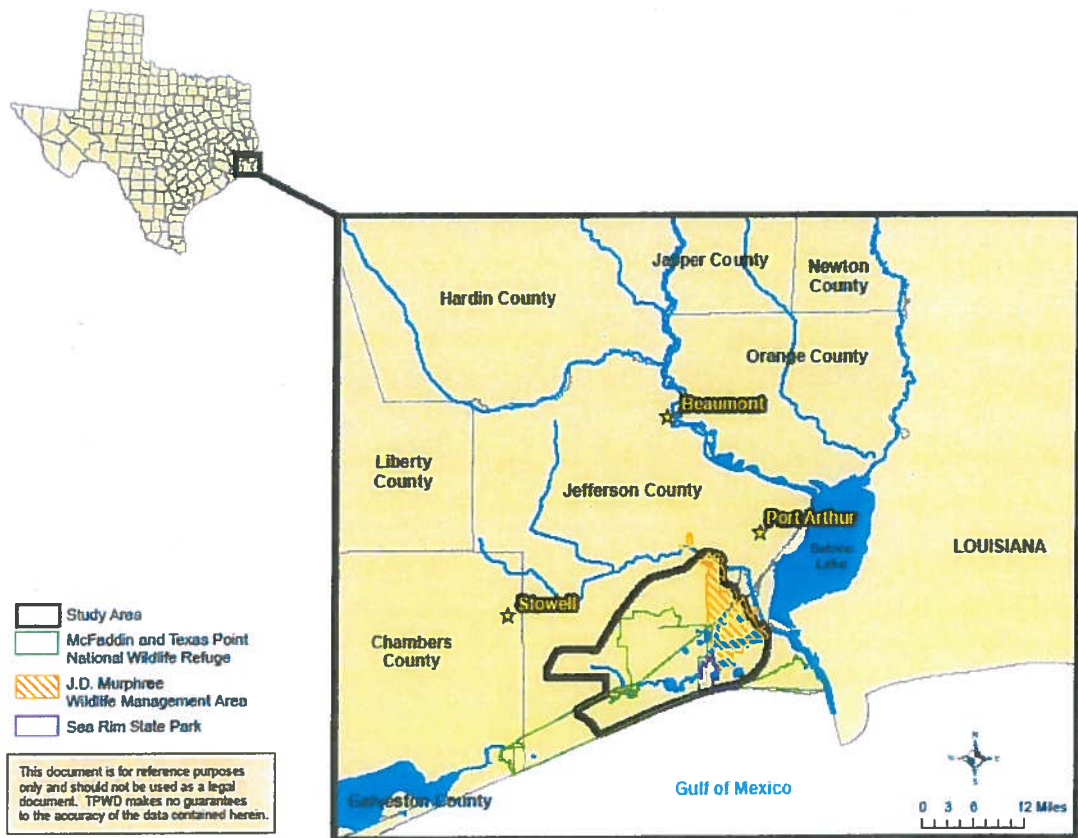 Jasper County
Newton
County
Hardin County
Orange County
Beaumont
Liberty
County
Jefferson County
Port Arthur
Sabine
Lake
LOUISIANA
Stowell
Chambers
County
Study Area
McFaddin and Texas Point
National Wildlife Refuge
J.D. Murphree
Wildlife Management Area
Sea Rim State Park
This document is for reference purposes
only and should not be used as a legal
document. TPWD makes no guarantees
to the accuracy of the data contained herein.
Galveston County
Gulf of Mexico
N
W
E
S
0 3 6 12 Miles